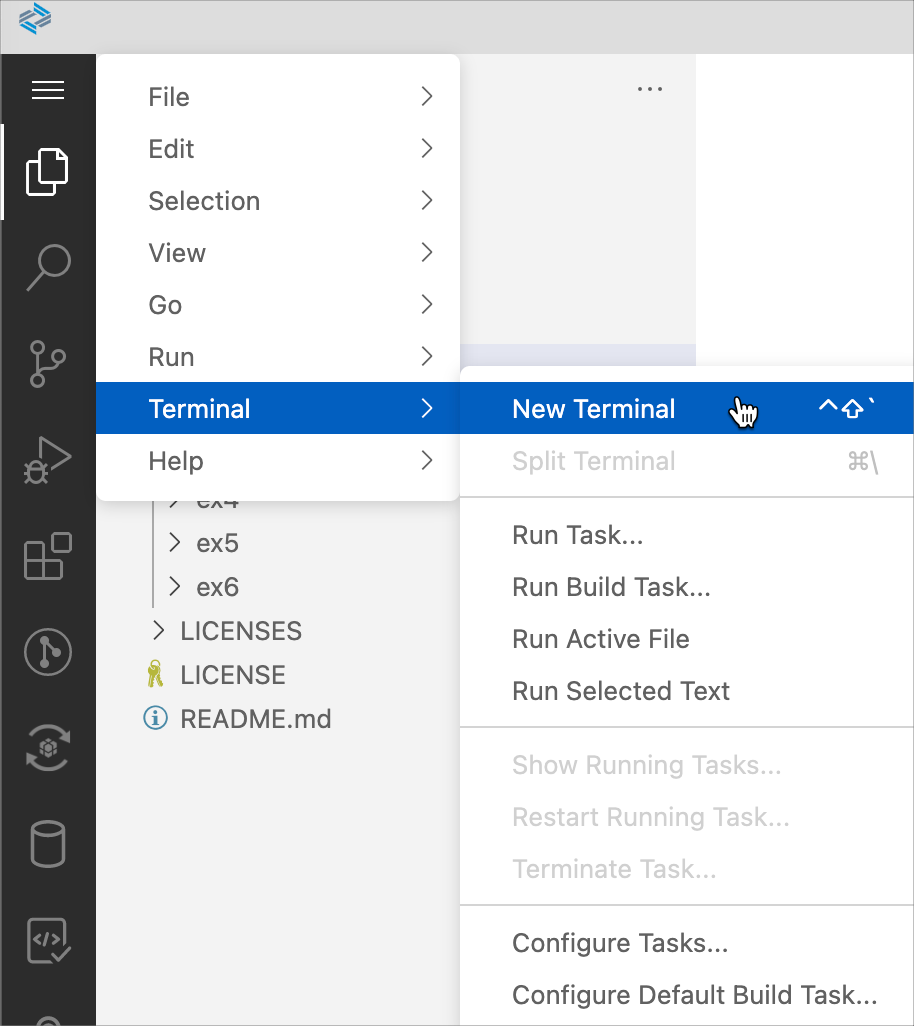 ...
File
Edit
Selection
View
Go
Run
Terminal
Help
New Terminal ^⇧`
Split Terminal ⌘\
Run Task...
Run Build Task...
Run Active File
Run Selected Text
Show Running Tasks...
Restart Running Task...
Terminate Task...
Configure Tasks...
Configure Default Build Task...
ex4
ex5
ex6
LICENSES
LICENSE
README.md